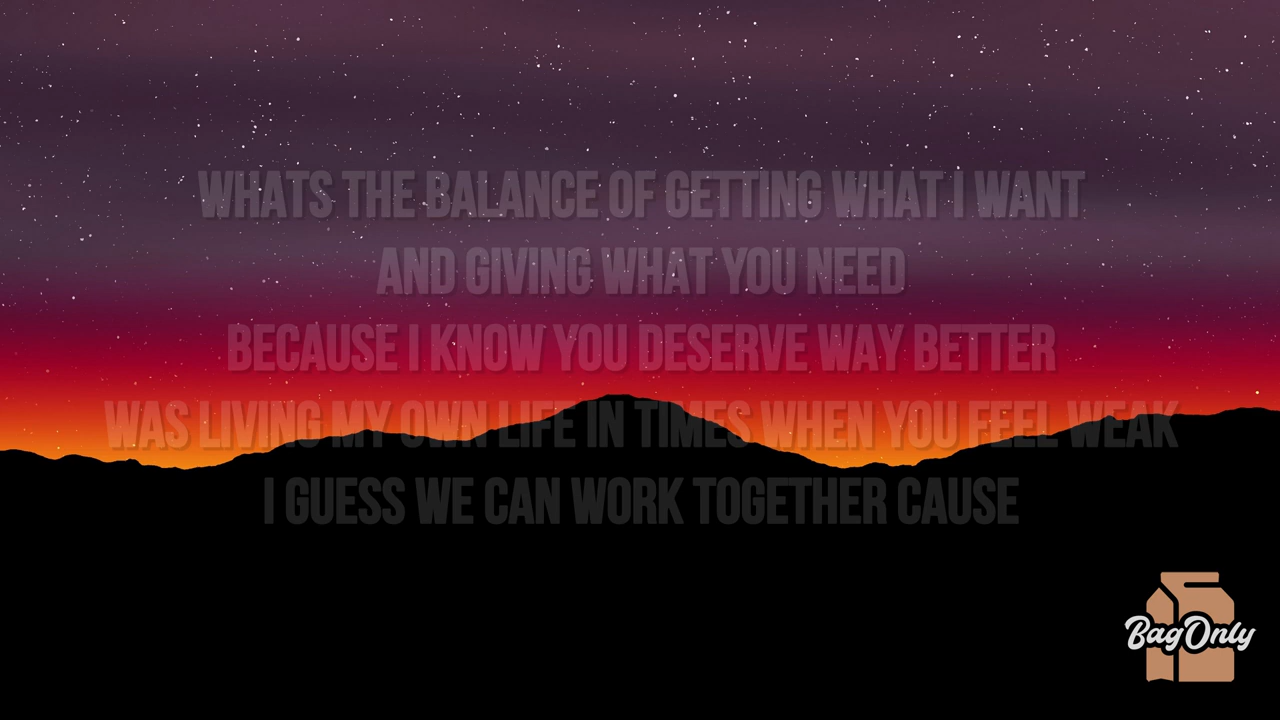 WHATS THE BALANCE OF GETTING WHAT I WANT
AND GIVING WHAT YOU NEED
BECAUSE I KNOW YOU DESERVE WAY BETTER
WAS LIVING MY OWN LIFE IN TIMES WHEN YOU FEEL WEAK
I GUESS WE CAN WORK TOGETHER CAUSE
BagOnly